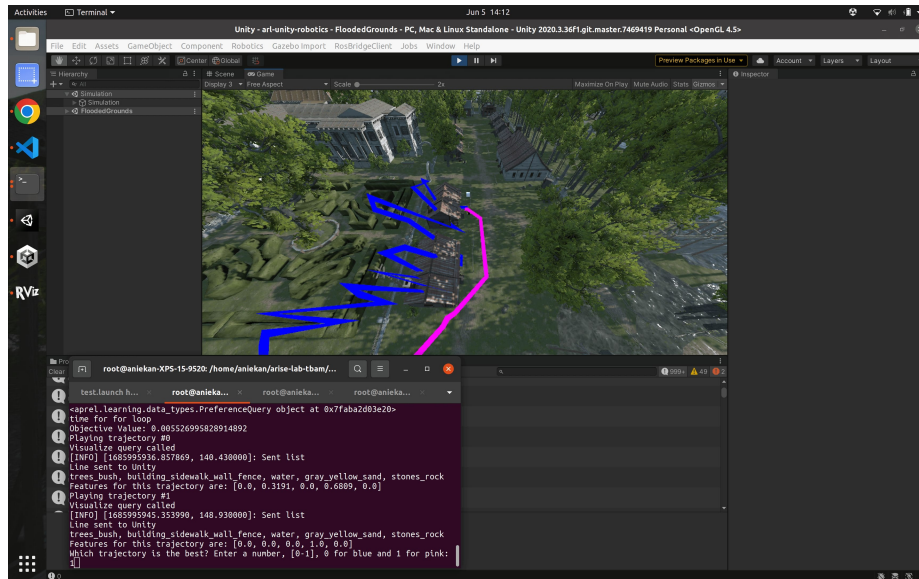 Activities
Terminal
Jun 5 14:12
Unity - arl-unity-robotics - FloodedGrounds - PC, Mac & Linux Standalone - Unity 2020.3.36f1.git.master.7469419 Personal <OpenGL 4.5>
File Edit Assets GameObject Component Robotics Gazebo Import RosBridgeClient Jobs Window Help
Center Global
Preview Packages in Use
Account
Layers
Layout
Hierarchy
Scene
Game
Inspector
All
Display 3
Free Aspect
Scale
2x
Maximize On Play Mute Audio Stats Gizmos
Simulation
Simulation
FloodedGrounds
Pro
Clear
999+ 49 2
root@aniekan-XPS-15-9520: /home/aniekan/arise-lab-tbam/...
test.launch h...
root@anieka...
root@anieka...
root@anieka...
<aprel.learning.data_types.PreferenceQuery object at 0x7faba2d03e20>
time for for loop
Objective Value: 0.005526995828914892
Playing trajectory #0
Visualize query called
[INFO] [1685995936.857869, 140.430000]: Sent list
Line sent to Unity
trees_bush, building_sidewalk_wall_fence, water, gray_yellow_sand, stones_rock
Features for this trajectory are: [0.0, 0.3191, 0.0, 0.6809, 0.0]
Playing trajectory #1
Visualize query called
[INFO] [1685995945.353990, 148.930000]: Sent list
Line sent to Unity
trees_bush, building_sidewalk_wall_fence, water, gray_yellow_sand, stones_rock
Features for this trajectory are: [0.0, 0.0, 0.0, 1.0, 0.0]
Which trajectory is the best? Enter a number, [0-1], 0 for blue and 1 for pink:
1
RViz
0